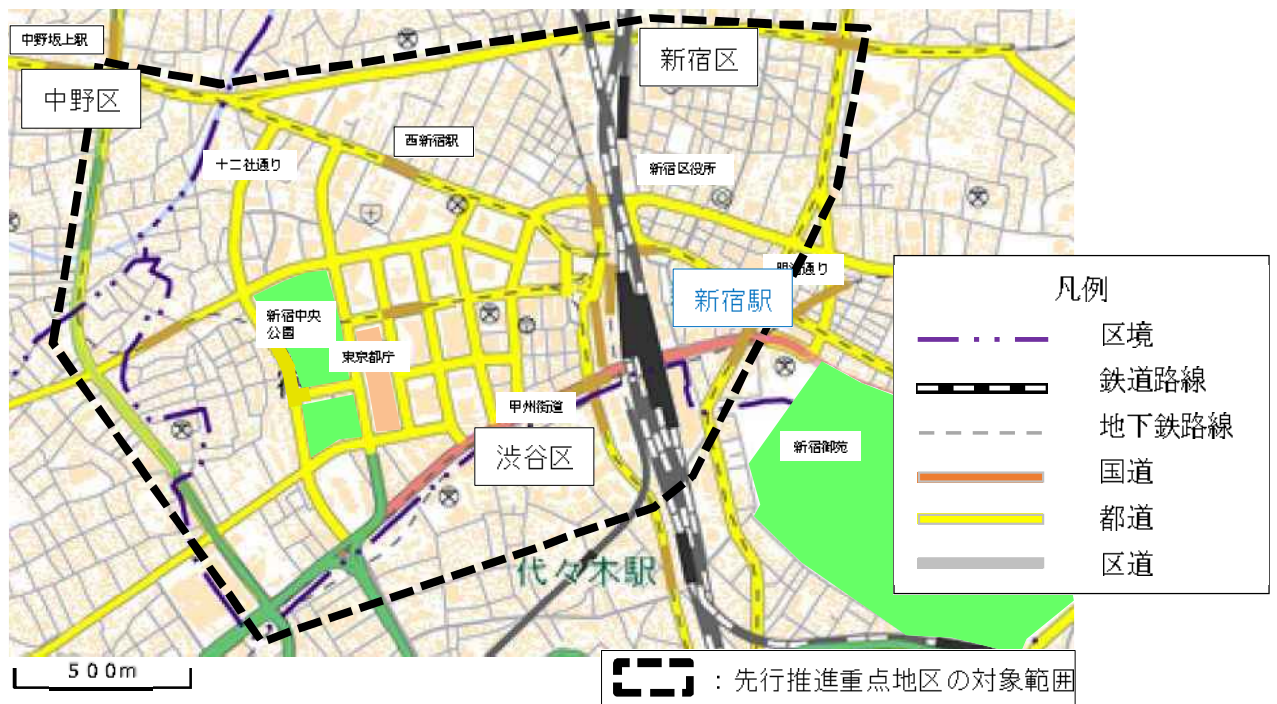 中野坂上駅
中野区
新宿区
西新宿駅
十二社通り
新宿区役所
明治通り
新宿駅
新宿中央
公園
東京都庁
甲州街道
渋谷区
新宿御苑
代々木駅
凡例
区境
鉄道路線
地下鉄路線
国道
都道
区道
500m
：先行推進重点地区の対象範囲